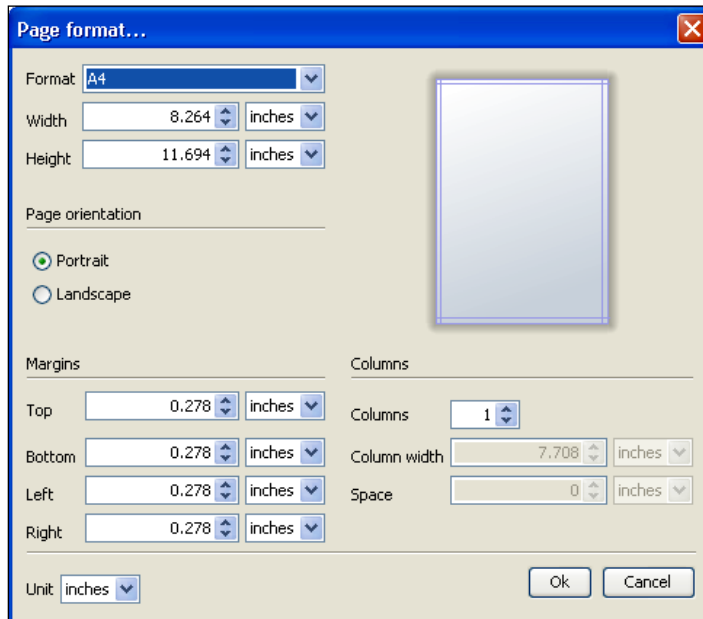 Page format...
Format A4
Width 8.264 inches
Height 11.694 inches
Page orientation
Portrait
Landscape
Margins
Top 0.278 inches
Bottom 0.278 inches
Left 0.278 inches
Right 0.278 inches
Columns
Columns 1
Column width 7.708 inches
Space 0 inches
Unit inches
Ok Cancel